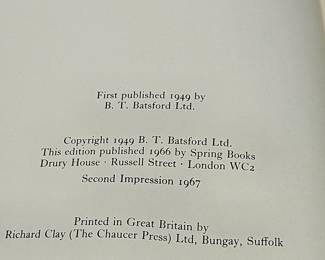 First published 1949 by
B. T. Batsford Ltd.
Copyright 1949 B. T. Batsford Ltd.
This edition published 1966 by Spring Books
Drury House · Russell Street · London WC2
Second Impression 1967
Printed in Great Britain by
Richard Clay (The Chaucer Press) Ltd, Bungay, Suffolk